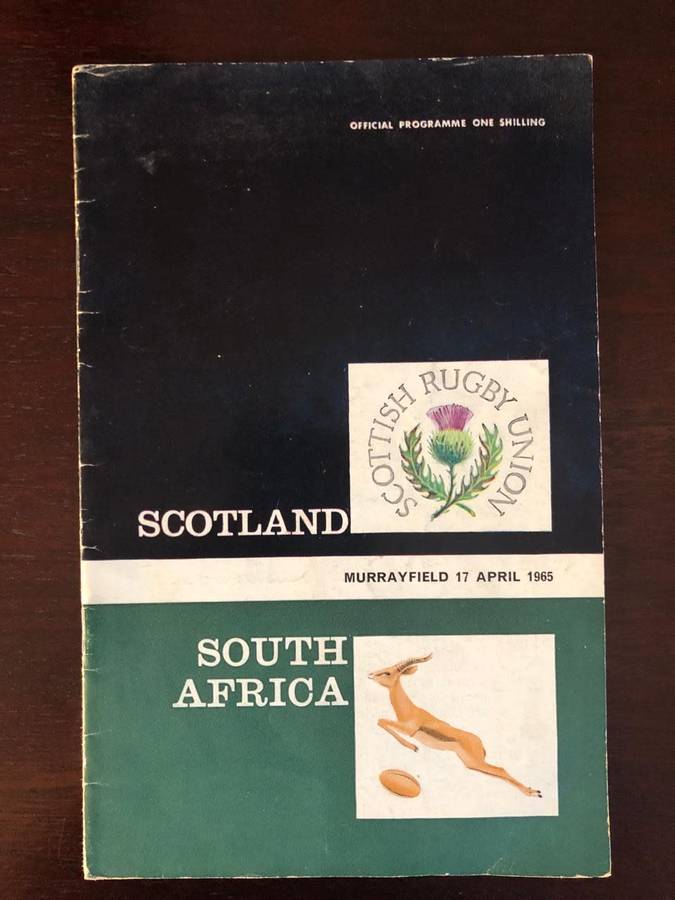 OFFICIAL PROGRAMME ONE SHILLING
SCOTTISH RUGBY UNION
SCOTLAND
MURRAYFIELD 17 APRIL 1965
SOUTH
AFRICA